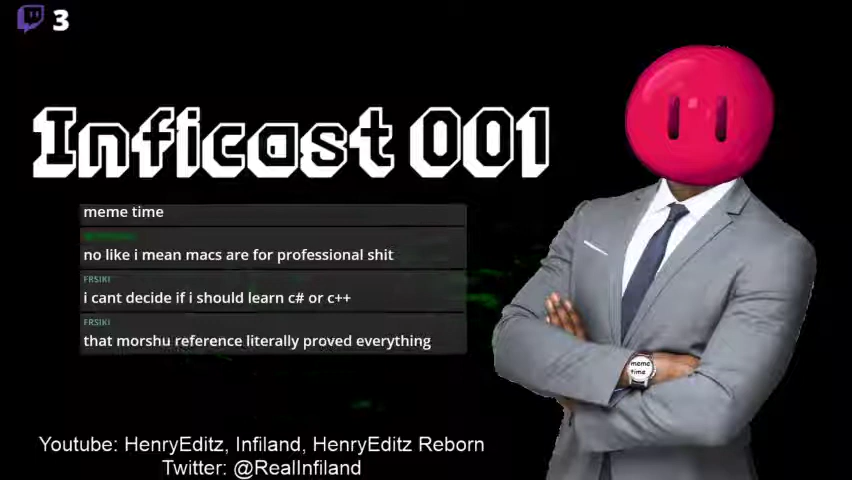 3
Inficast 001
meme time
no like i mean macs are for professional shit
FRSIKI
i cant decide if i should learn c# or c++
FRSIKI
that morshu reference literally proved everything
meme
time
Youtube: HenryEditz, Infiland, HenryEditz Reborn
Twitter: @RealInfiland